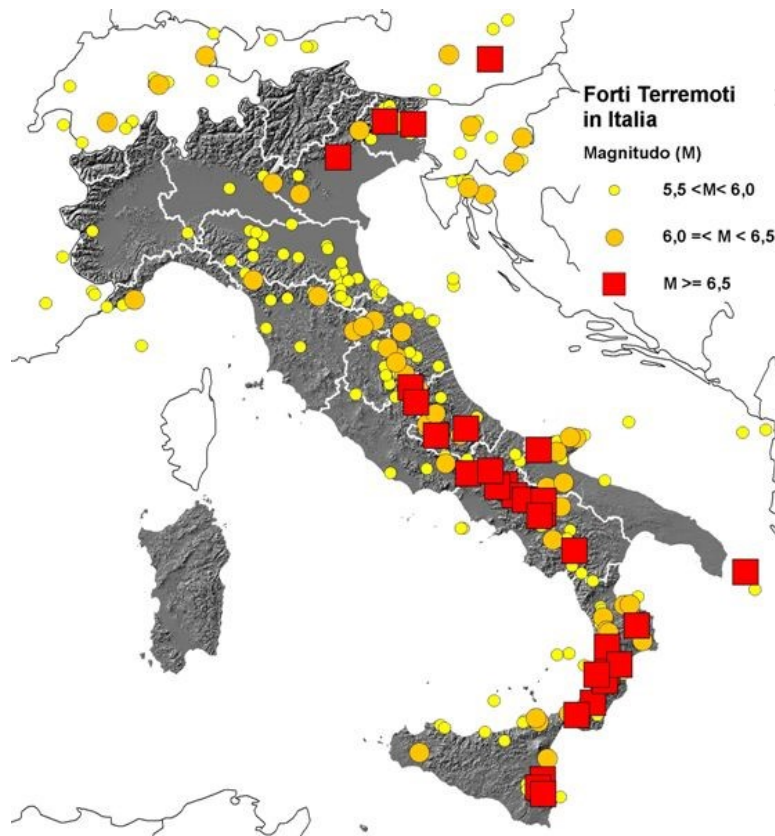 Forti Terremoti
in Italia
Magnitudo (M)
5,5 <M< 6,0
6,0 =< M < 6,5
M >= 6,5